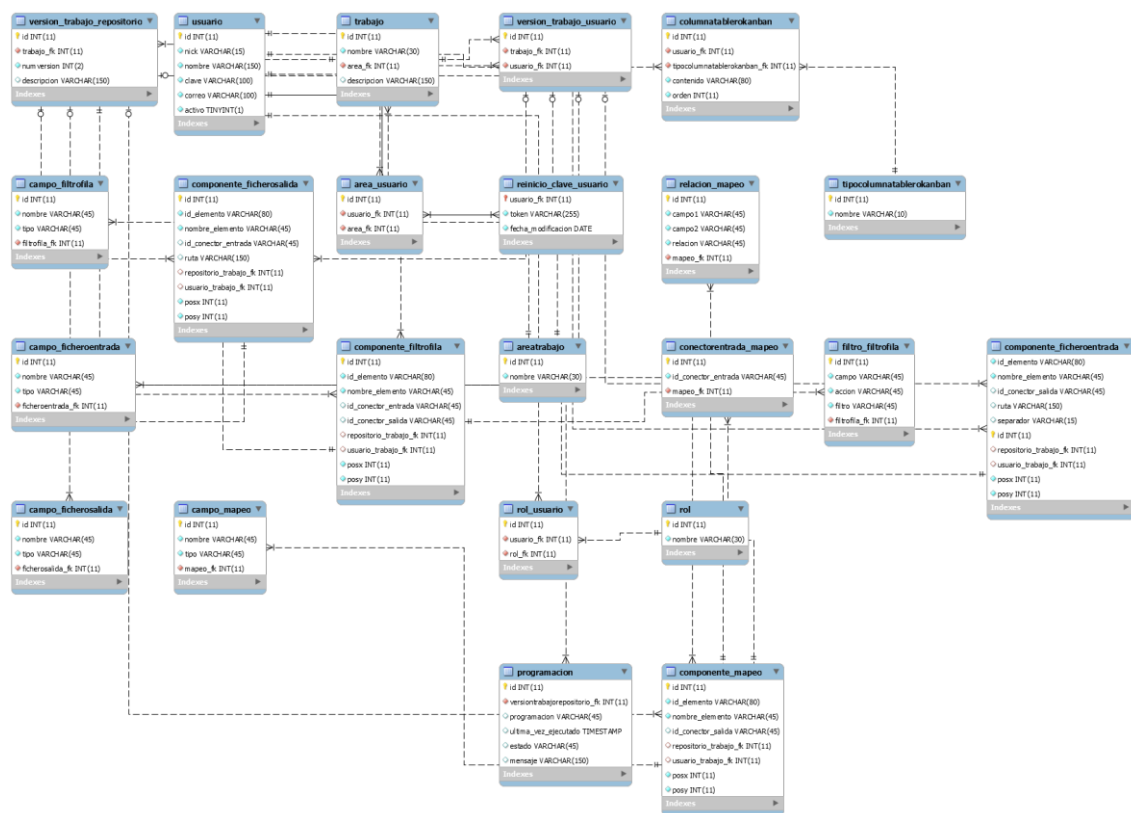 version_trabajo_repositorio
id INT(11)
trabajo_fk INT(11)
numversion INT(2)
descripcion VARCHAR(150)
Indexes
usuario
id INT(11)
nick VARCHAR(15)
nombre VARCHAR(150)
clave VARCHAR(100)
correo VARCHAR(100)
activo TINYINT(1)
Indexes
trabajo
id INT(11)
nombre VARCHAR(30)
area_fk INT(11)
descripcion VARCHAR(150)
Indexes
version_trabajo_usuario
id INT(11)
trabajo_fk INT(11)
usuario_fk INT(11)
Indexes
columnatablerokanban
id INT(11)
usuario_fk INT(11)
tipocolumnatablerokanban_fk INT(11)
contenido VARCHAR(80)
orden INT(11)
Indexes
campo_filtrofila
id INT(11)
nombre VARCHAR(45)
tipo VARCHAR(45)
filtrofila_fk INT(11)
Indexes
componente_ficherosalida
id INT(11)
id_elemento VARCHAR(80)
nombre_elemento VARCHAR(45)
id_conector_entrada VARCHAR(45)
ruta VARCHAR(150)
repositorio_trabajo_fk INT(11)
usuario_trabajo_fk INT(11)
posx INT(11)
posy INT(11)
Indexes
area_usuario
id INT(11)
usuario_fk INT(11)
area_fk INT(11)
Indexes
reinicio_clave_usuario
usuario_fk INT(11)
token VARCHAR(255)
fecha_modificacion DATE
Indexes
relacion_mapeo
id INT(11)
campo1 VARCHAR(45)
campo2 VARCHAR(45)
relacion VARCHAR(45)
mapeo_fk INT(11)
Indexes
tipocolumnatablerokanban
id INT(11)
nombre VARCHAR(10)
Indexes
campo_ficheroentrada
id INT(11)
nombre VARCHAR(45)
tipo VARCHAR(45)
ficheroentrada_fk INT(11)
Indexes
componente_filtrofila
id INT(11)
id_elemento VARCHAR(80)
nombre_elemento VARCHAR(45)
id_conector_entrada VARCHAR(45)
id_conector_salida VARCHAR(45)
repositorio_trabajo_fk INT(11)
usuario_trabajo_fk INT(11)
posx INT(11)
posy INT(11)
Indexes
areatrabajo
id INT(11)
nombre VARCHAR(30)
Indexes
conectorentrada_mapeo
id INT(11)
id_conector_entrada VARCHAR(45)
mapeo_fk INT(11)
Indexes
filtro_filtrofila
id INT(11)
campo VARCHAR(45)
accion VARCHAR(45)
filtro VARCHAR(45)
filtrofila_fk INT(11)
Indexes
componente_ficheroentrada
id_elemento VARCHAR(80)
nombre_elemento VARCHAR(45)
id_conector_salida VARCHAR(45)
ruta VARCHAR(150)
separador VARCHAR(15)
id INT(11)
repositorio_trabajo_fk INT(11)
usuario_trabajo_fk INT(11)
posx INT(11)
posy INT(11)
Indexes
campo_ficherosalida
id INT(11)
nombre VARCHAR(45)
tipo VARCHAR(45)
ficherosalida_fk INT(11)
Indexes
campo_mapeo
id INT(11)
nombre VARCHAR(45)
tipo VARCHAR(45)
mapeo_fk INT(11)
Indexes
rol_usuario
id INT(11)
usuario_fk INT(11)
rol_fk INT(11)
Indexes
rol
id INT(11)
nombre VARCHAR(30)
Indexes
programacion
id INT(11)
versiontrabajorepositorio_fk INT(11)
programacion VARCHAR(45)
ultima_vez_ejecutado TIMESTAMP
estado VARCHAR(45)
mensaje VARCHAR(150)
Indexes
componente_mapeo
id INT(11)
id_elemento VARCHAR(80)
nombre_elemento VARCHAR(45)
id_conector_salida VARCHAR(45)
repositorio_trabajo_fk INT(11)
usuario_trabajo_fk INT(11)
posx INT(11)
posy INT(11)
Indexes